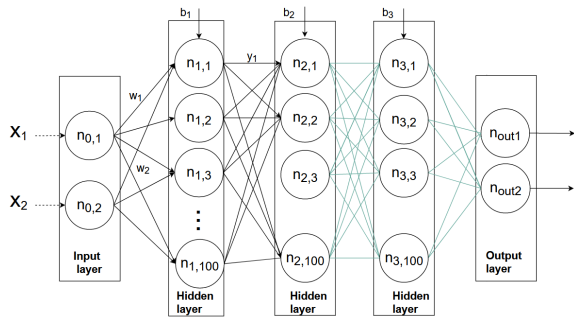 b₁
b₂
b₃
n₁,₁
y₁
n₂,₁
n₃,₁
w₁
x₁
n₀,₁
n₁,₂
n₂,₂
n₃,₂
nout1
w₂
x₂
n₀,₂
n₁,₃
n₂,₃
n₃,₃
nout2
n₁,₁₀₀
n₂,₁₀₀
n₃,₁₀₀
Input
layer
Hidden
layer
Hidden
layer
Hidden
layer
Output
layer